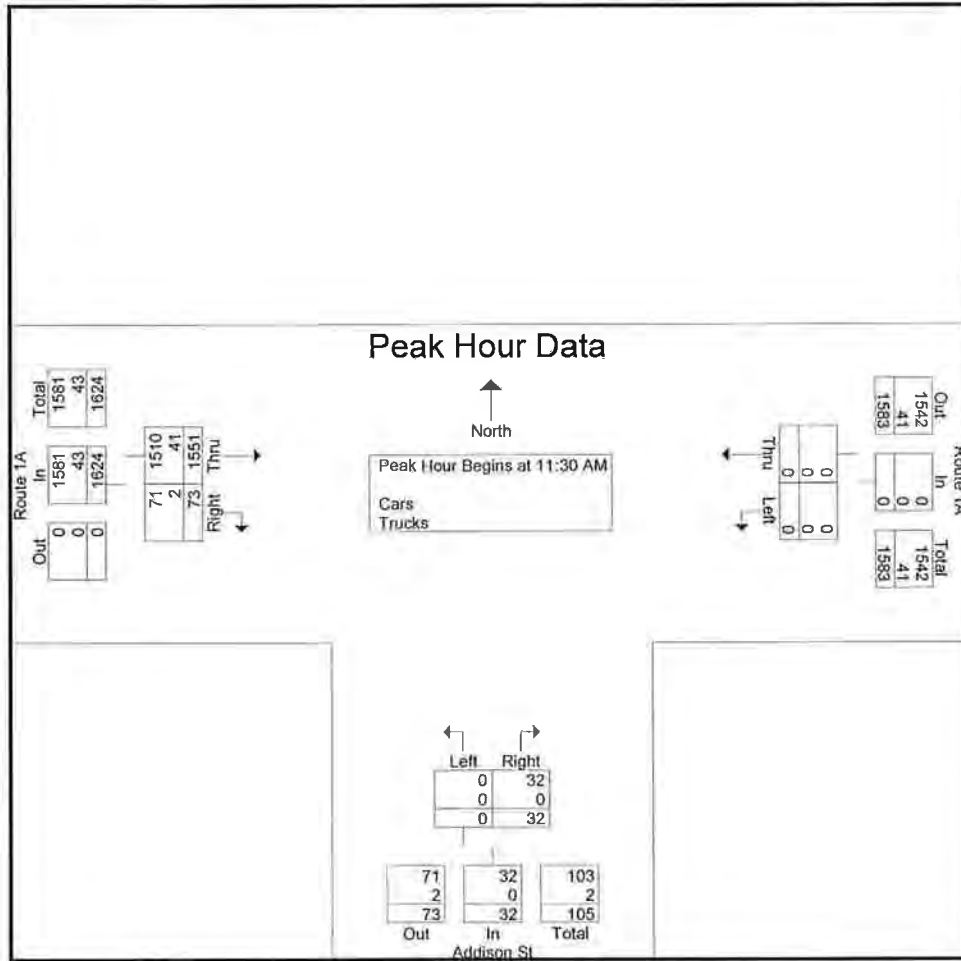 Peak Hour Data
North
Peak Hour Begins at 11:30 AM
Cars
Trucks
Route 1A
Total
1581
43
1624
In
1581
43
1624
Out
0
0
0
Thru
1510
41
1551
Right
71
2
73
Route 1A
Out
1542
41
1583
In
0
0
0
Total
1542
41
1583
Thru
0
0
0
Left
0
0
0
Left Right
0 32
0 0
0 32
71 32 103
2 0 2
73 32 105
Out In Total
Addison St